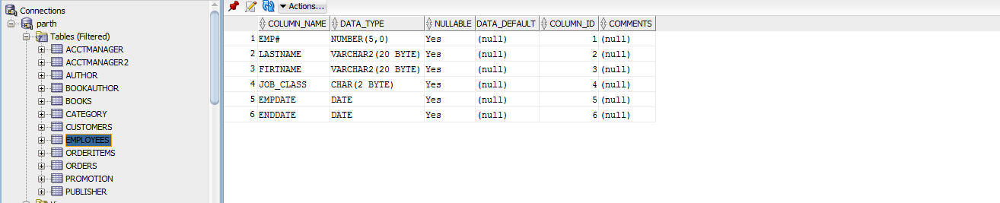 Connections
parth
Tables (Filtered)
ACCTMANAGER
ACCTMANAGER2
AUTHOR
BOOKAUTHOR
BOOKS
CATEGORY
CUSTOMERS
EMPLOYEES
ORDERITEMS
ORDERS
PROMOTION
PUBLISHER
Actions...
COLUMN_NAME DATA_TYPE NULLABLE DATA_DEFAULT COLUMN_ID COMMENTS
1 EMP# NUMBER(5,0) Yes (null) 1 (null)
2 LASTNAME VARCHAR2(20 BYTE) Yes (null) 2 (null)
3 FIRTNAME VARCHAR2(20 BYTE) Yes (null) 3 (null)
4 JOB_CLASS CHAR(2 BYTE) Yes (null) 4 (null)
5 EMPDATE DATE Yes (null) 5 (null)
6 ENDDATE DATE Yes (null) 6 (null)